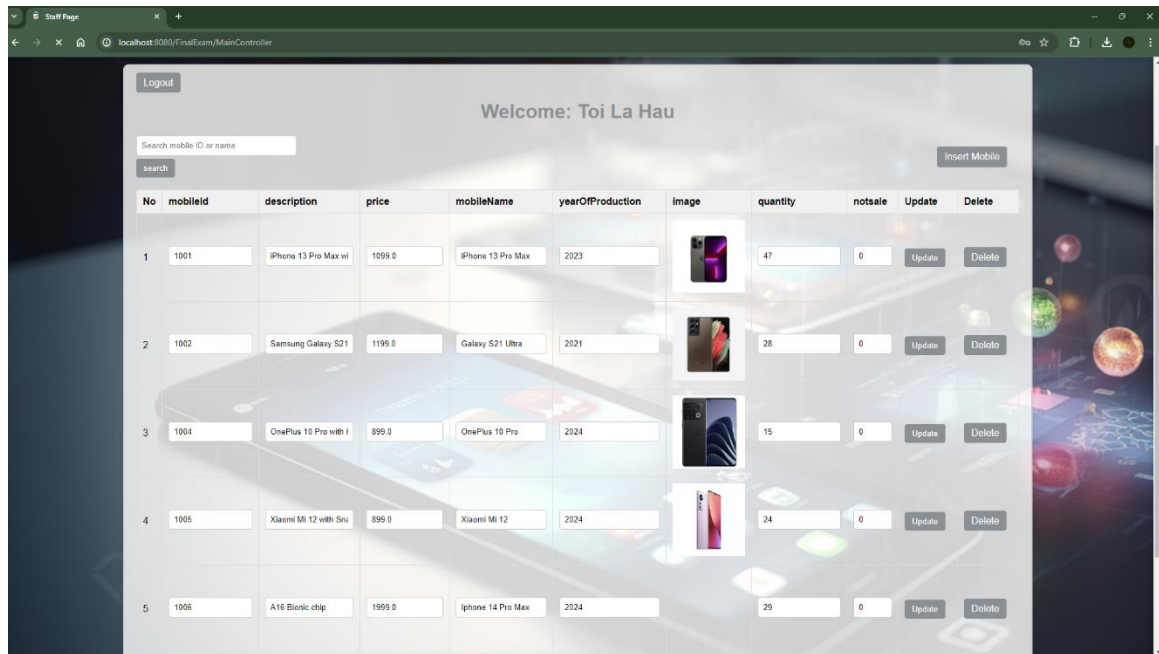 Staff Page
localhost:8080/FinalExam/MainController
Logout
Welcome: Toi La Hau
Search mobile ID or name
search
Insert Mobile
No mobileId description price mobileName yearOfProduction image quantity notsale Update Delete
1 1001 iPhone 13 Pro Max wi 1099.0 iPhone 13 Pro Max 2023 47 0 Update Delete
2 1002 Samsung Galaxy S21 1199.0 Galaxy S21 Ultra 2021 28 0 Update Delete
3 1004 OnePlus 10 Pro with 899.0 OnePlus 10 Pro 2024 15 0 Update Delete
4 1005 Xiaomi Mi 12 with Sna 899.0 Xiaomi Mi 12 2024 24 0 Update Delete
5 1006 A16 Bionic chip 1999.0 Iphone 14 Pro Max 2024 29 0 Update Delete